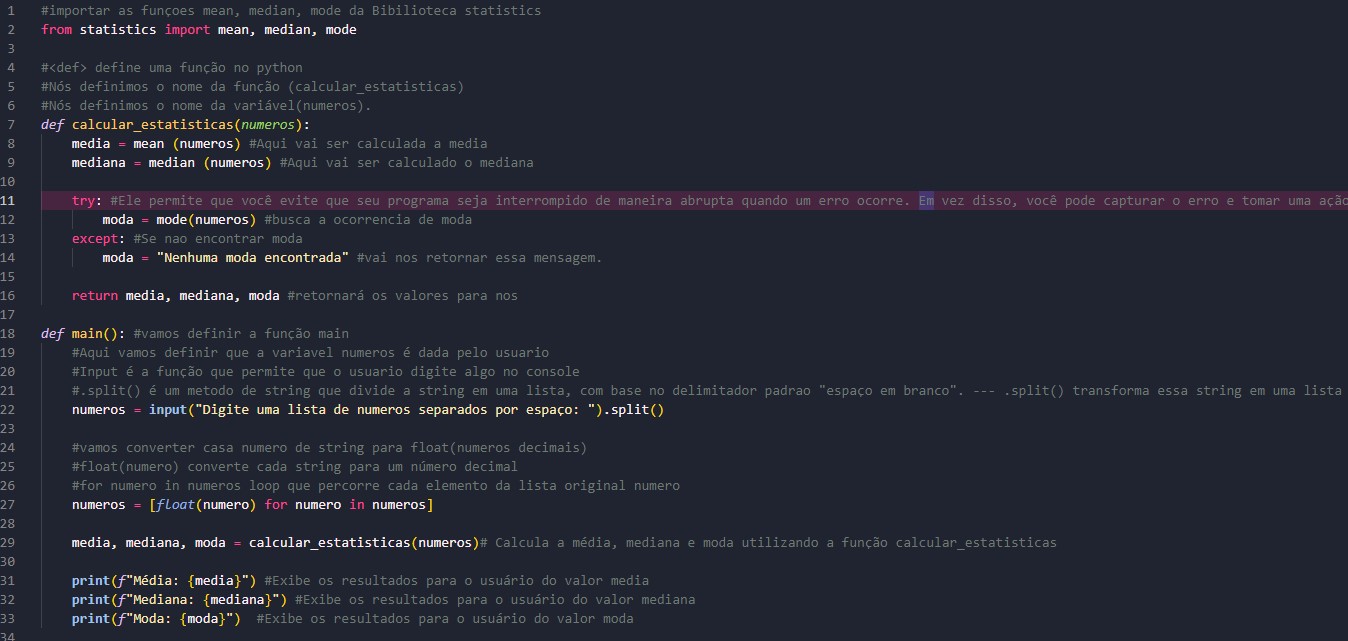 1 #importar as funçoes mean, median, mode da Bibilioteca statistics
2 from statistics import mean, median, mode
3
4 #<def> define uma função no python
5 #Nós definimos o nome da função (calcular_estatisticas)
6 #Nós definimos o nome da variável(numeros).
7 def calcular_estatisticas(numeros):
8     media = mean (numeros) #Aqui vai ser calculada a media
9     mediana = median (numeros) #Aqui vai ser calculado o mediana
10
11     try: #Ele permite que você evite que seu programa seja interrompido de maneira abrupta quando um erro ocorre. Em vez disso, você pode capturar o erro e tomar uma ação
12         moda = mode(numeros) #busca a ocorrencia de moda
13     except: #Se nao encontrar moda
14         moda = "Nenhuma moda encontrada" #vai nos retornar essa mensagem.
15
16     return media, mediana, moda #retornará os valores para nos
17
18 def main(): #vamos definir a função main
19     #Aqui vamos definir que a variavel numeros é dada pelo usuario
20     #Input é a função que permite que o usuario digite algo no console
21     #.split() é um metodo de string que divide a string em uma lista, com base no delimitador padrao "espaço em branco". --- .split() transforma essa string em uma lista
22     numeros = input("Digite uma lista de numeros separados por espaço: ").split()
23
24     #vamos converter casa numero de string para float(numeros decimais)
25     #float(numero) converte cada string para um número decimal
26     #for numero in numeros loop que percorre cada elemento da lista original numero
27     numeros = [float(numero) for numero in numeros]
28
29     media, mediana, moda = calcular_estatisticas(numeros)# Calcula a média, mediana e moda utilizando a função calcular_estatisticas
30
31     print(f"Média: {media}") #Exibe os resultados para o usuário do valor media
32     print(f"Mediana: {mediana}") #Exibe os resultados para o usuário do valor mediana
33     print(f"Moda: {moda}")  #Exibe os resultados para o usuário do valor moda
34